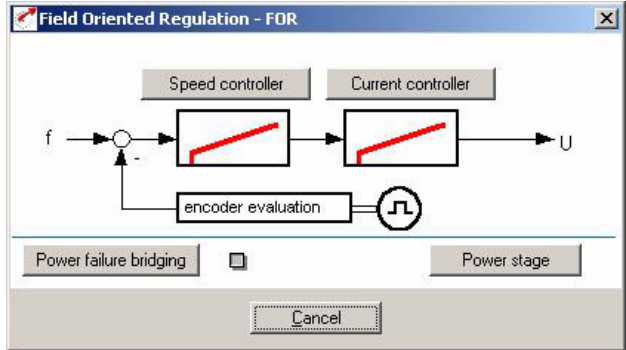 Field Oriented Regulation - FOR
Speed controller
Current controller
f
U
-
encoder evaluation
Power failure bridging
Power stage
Cancel